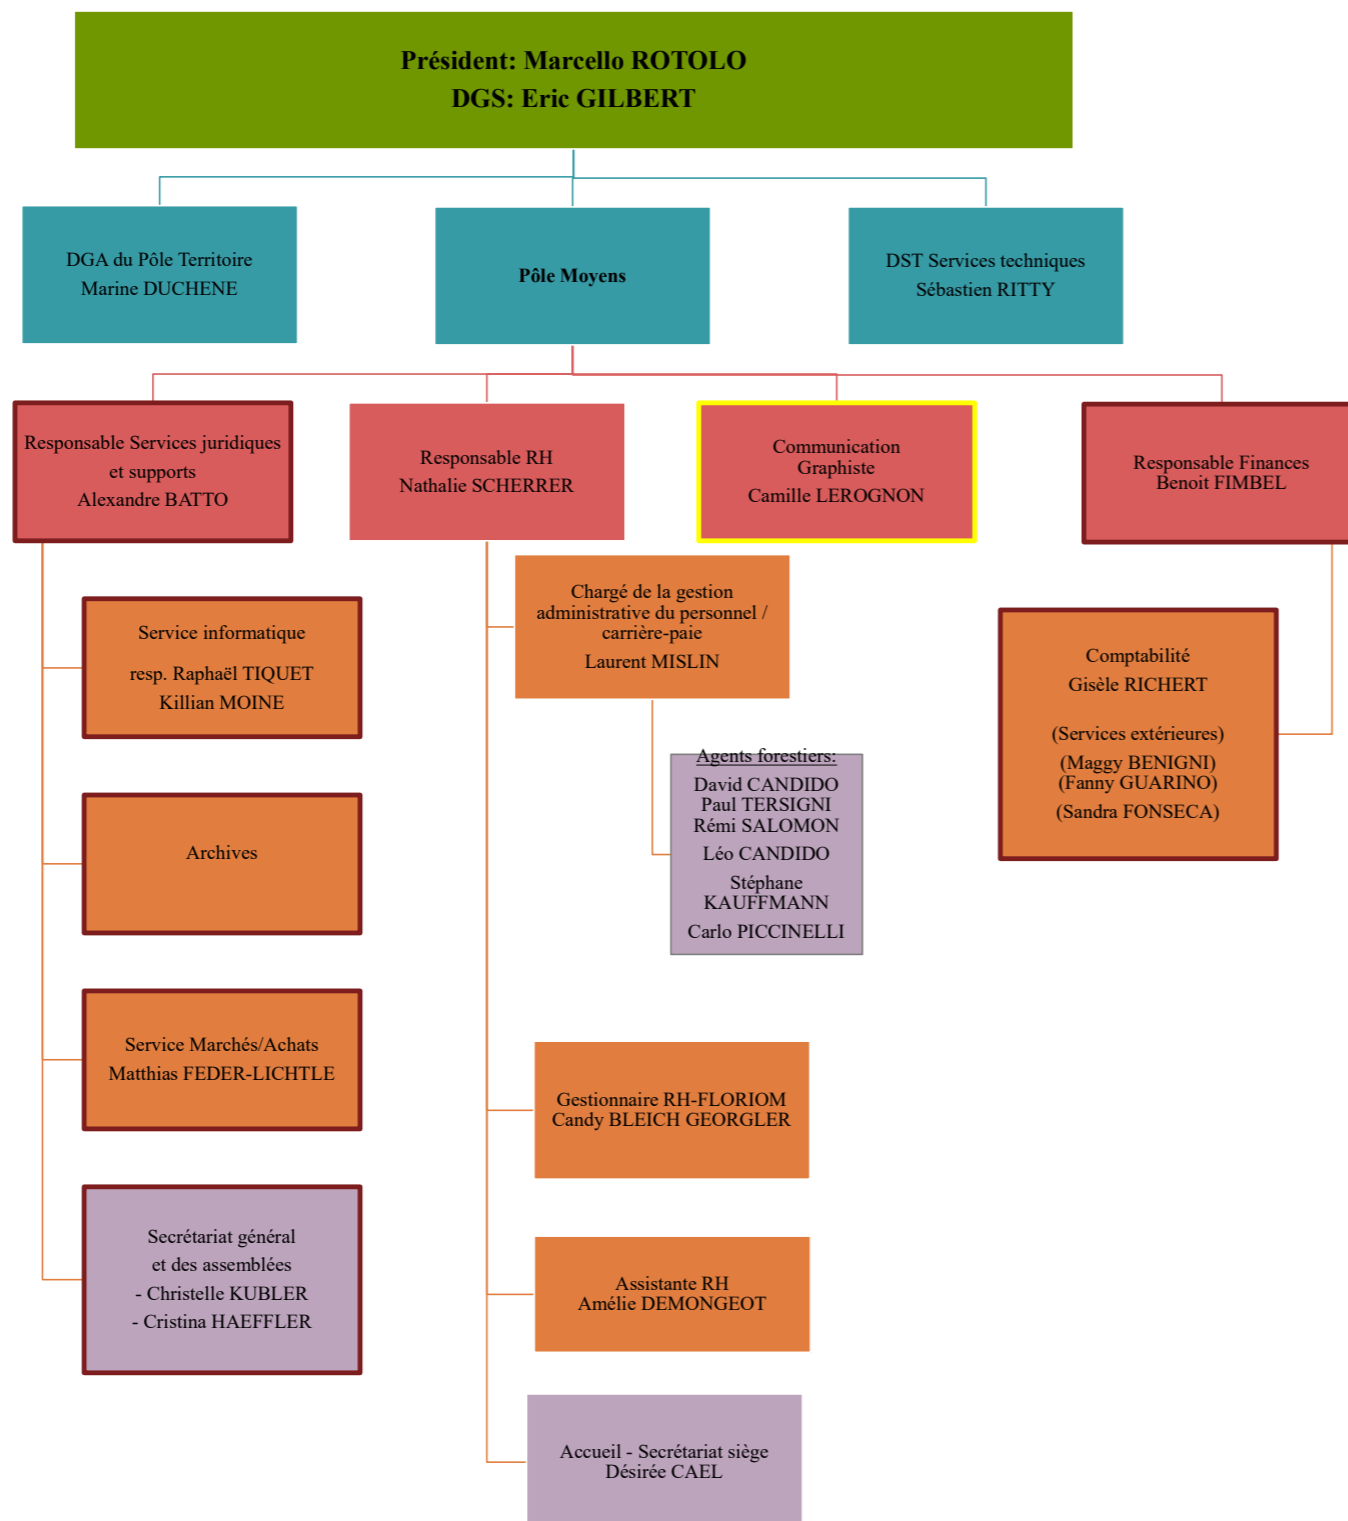 Président: Marcello ROTOLO
DGS: Eric GILBERT
DGA du Pôle Territoire
Marine DUCHENE
Pôle Moyens
DST Services techniques
Sébastien RITTY
Responsable Services juridiques
et supports
Alexandre BATTO
Responsable RH
Nathalie SCHERRER
Communication
Graphiste
Camille LEROGNON
Responsable Finances
Benoit FIMBEL
Service informatique
resp. Raphaël TIQUET
Killian MOINE
Archives
Service Marchés/Achats
Matthias FEDER-LICHTLE
Secrétariat général
et des assemblées
- Christelle KUBLER
- Cristina HAEFFLER
Chargé de la gestion
administrative du personnel /
carrière-paie
Laurent MISLIN
Agents forestiers:
David CANDIDO
Paul TERSIGNI
Rémi SALOMON
Léo CANDIDO
Stéphane
KAUFFMANN
Carlo PICCINELLI
Gestionnaire RH-FLORIOM
Candy BLEICH GEORGLER
Assistante RH
Amélie DEMONGEOT
Accueil - Secrétariat siège
Désirée CAEL
Comptabilité
Gisèle RICHERT
(Services extérieures)
(Maggy BENIGNI)
(Fanny GUARINO)
(Sandra FONSECA)